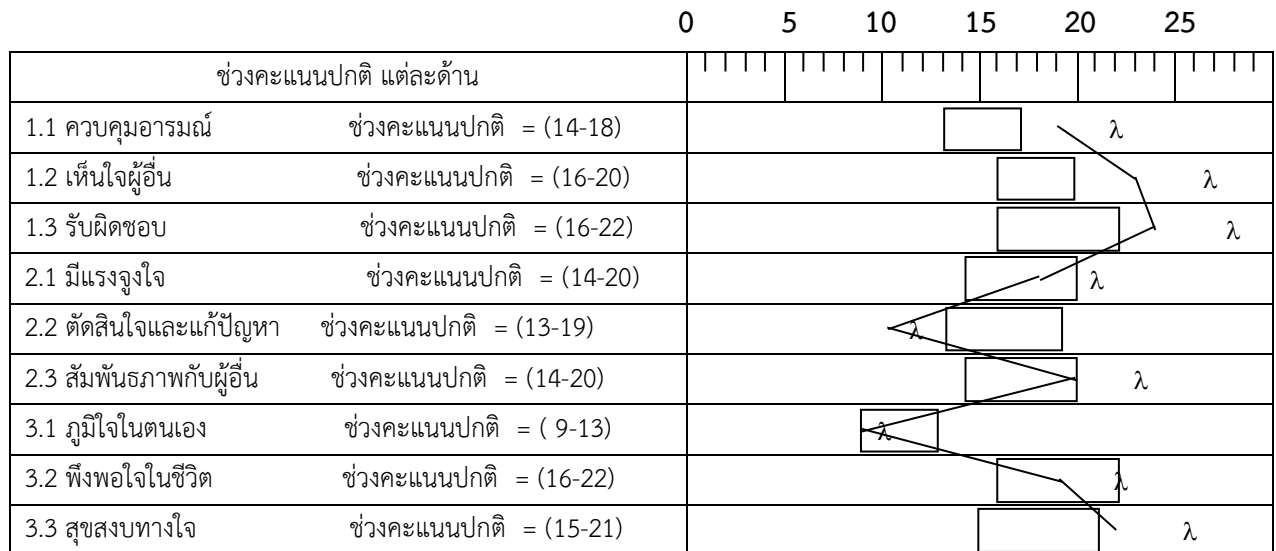 0 5 10 15 20 25
ช่วงคะแนนปกติ แต่ละด้าน
1.1 ควบคุมอารมณ์ ช่วงคะแนนปกติ = (14-18) λ
1.2 เห็นใจผู้อื่น ช่วงคะแนนปกติ = (16-20) λ
1.3 รับผิดชอบ ช่วงคะแนนปกติ = (16-22) λ
2.1 มีแรงจูงใจ ช่วงคะแนนปกติ = (14-20) λ
2.2 ตัดสินใจและแก้ปัญหา ช่วงคะแนนปกติ = (13-19) λ
2.3 สัมพันธภาพกับผู้อื่น ช่วงคะแนนปกติ = (14-20) λ
3.1 ภูมิใจในตนเอง ช่วงคะแนนปกติ = ( 9-13) λ
3.2 พึงพอใจในชีวิต ช่วงคะแนนปกติ = (16-22) λ
3.3 สุขสงบทางใจ ช่วงคะแนนปกติ = (15-21) λ